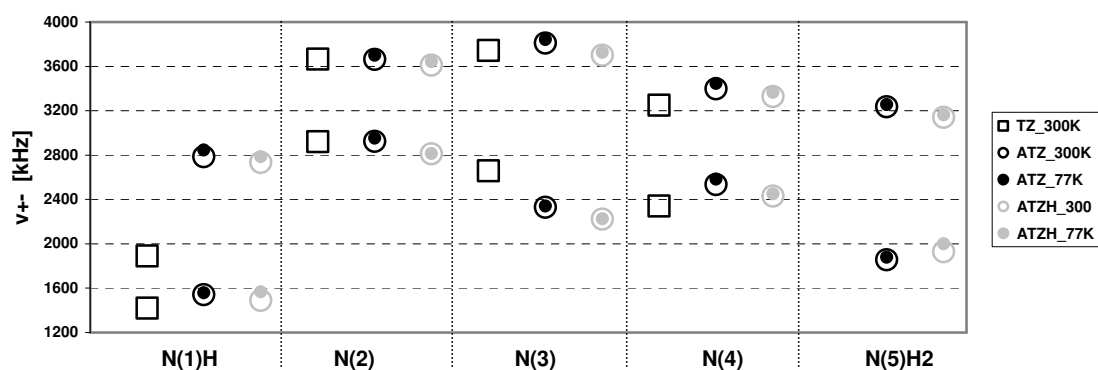 4000
3600
3200
2800
2400
2000
1600
1200
v+- [kHz]
N(1)H N(2) N(3) N(4) N(5)H2
TZ_300K
ATZ_300K
ATZ_77K
ATZH_300
ATZH_77K